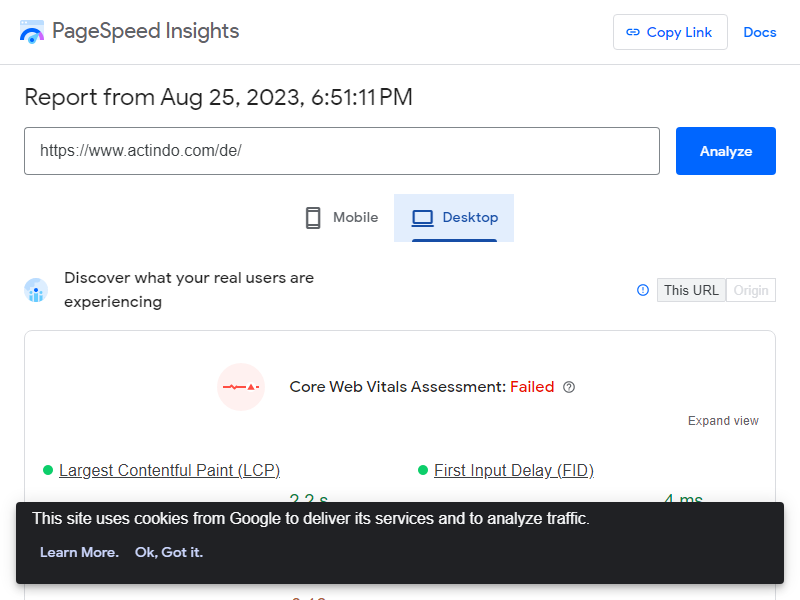 PageSpeed Insights
Copy Link
Docs
Report from Aug 25, 2023, 6:51:11 PM
https://www.actindo.com/de/
Analyze
Mobile
Desktop
Discover what your real users are
experiencing
This URL
Origin
Core Web Vitals Assessment: Failed
Expand view
Largest Contentful Paint (LCP)
First Input Delay (FID)
2.2 s
4 ms
This site uses cookies from Google to deliver its services and to analyze traffic.
Learn More.
Ok, Got it.